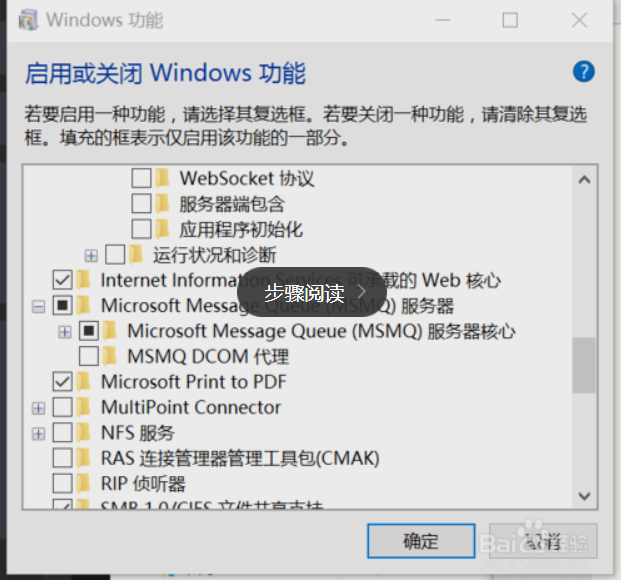 Windows 功能
启用或关闭 Windows 功能
若要启用一种功能，请选择其复选框。若要关闭一种功能，请清除其复选
框。填充的框表示仅启用该功能的一部分。
WebSocket 协议
服务器端包含
应用程序初始化
运行状况和诊断
Internet Information Services 可承载的 Web 核心
步骤阅读
Microsoft Message Queue (MSMQ) 服务器
Microsoft Message Queue (MSMQ) 服务器核心
MSMQ DCOM 代理
Microsoft Print to PDF
MultiPoint Connector
NFS 服务
RAS 连接管理器管理工具包(CMAK)
RIP 侦听器
SMB 1.0/CIFS 文件共享支持
确定
取消
Baidu经验